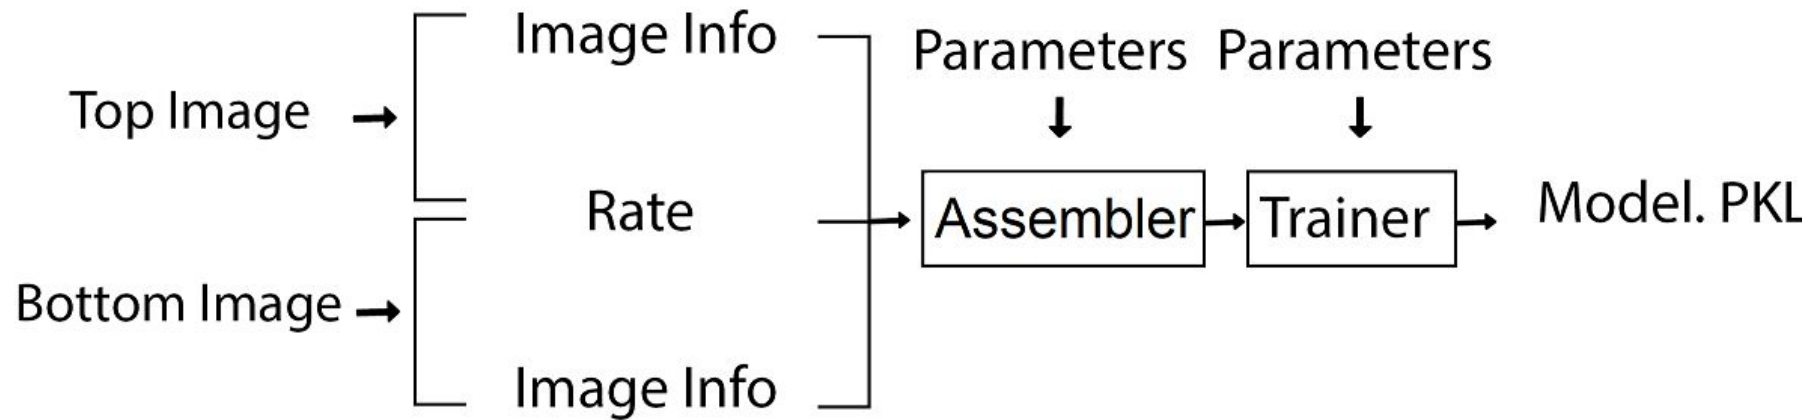 Image Info
Parameters
Parameters
Top Image
Rate
Assembler
Trainer
Model. PKL
Bottom Image
Image Info